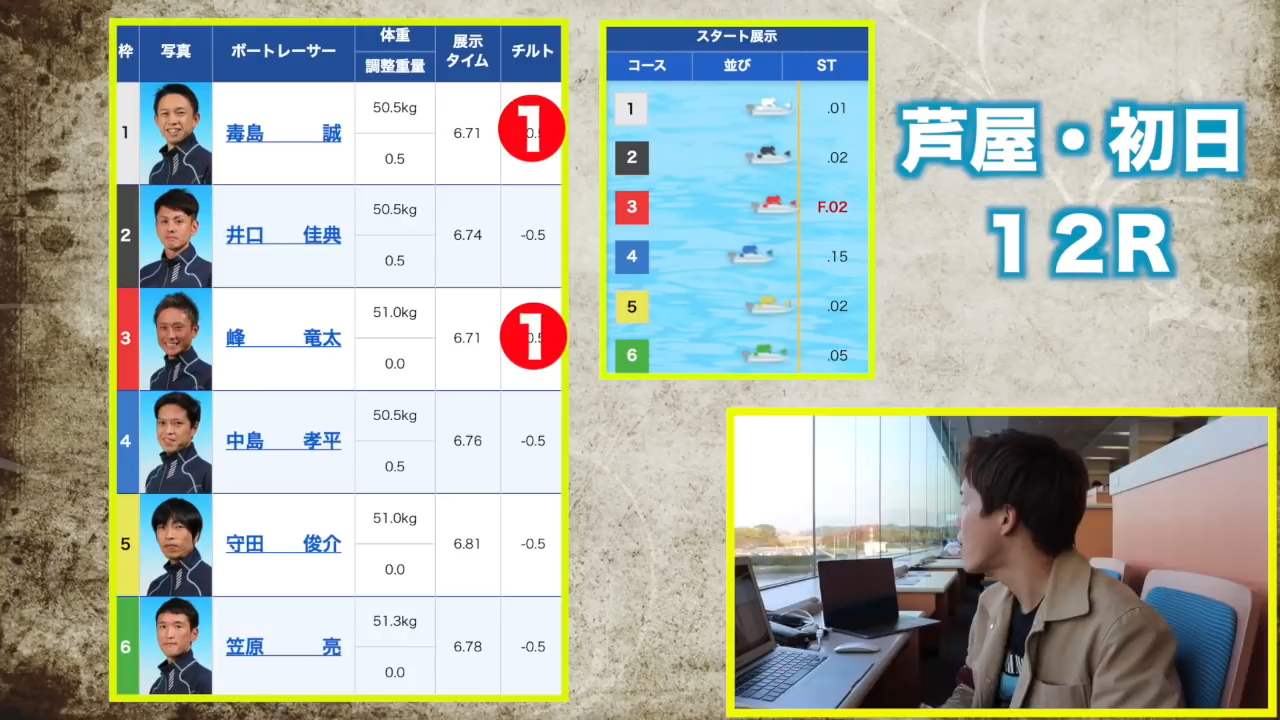 枠 写真 ボートレーサー 体重 調整重量 展示タイム チルト
1 毒島 誠 50.5kg 0.5 6.71 1
2 井口 佳典 50.5kg 0.5 6.74 -0.5
3 峰 竜太 51.0kg 0.0 6.71 1
4 中島 孝平 50.5kg 0.5 6.76 -0.5
5 守田 俊介 51.0kg 0.0 6.81 -0.5
6 笠原 亮 51.3kg 0.0 6.78 -0.5
スタート展示
コース 並び ST
1 .01
2 .02
3 F.02
4 .15
5 .02
6 .05
芦屋・初日
12R